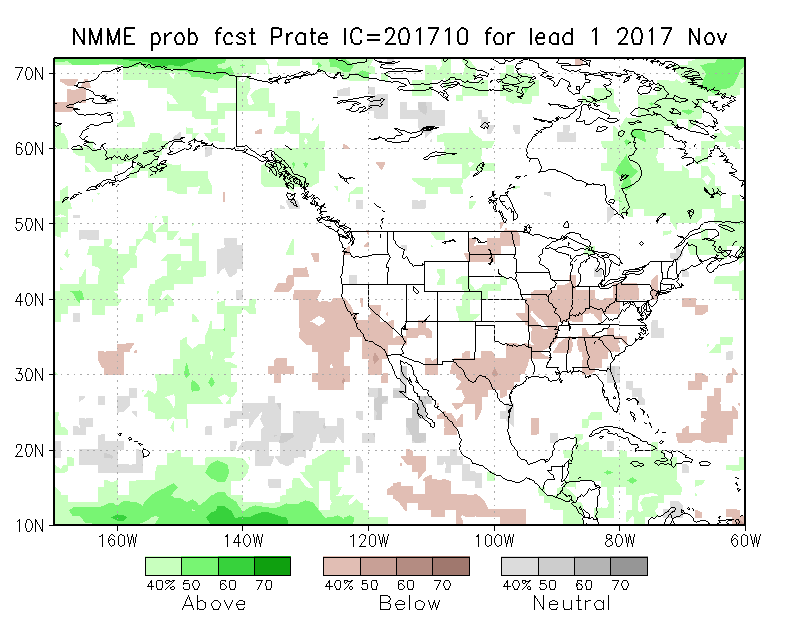 NMME prob fcst Prate IC=201710 for lead 1 2017 Nov
70N
60N
50N
40N
30N
20N
10N
160W 140W 120W 100W 80W 60W
40% 50 60 70 40% 50 60 70 40% 50 60 70
Above Below Neutral